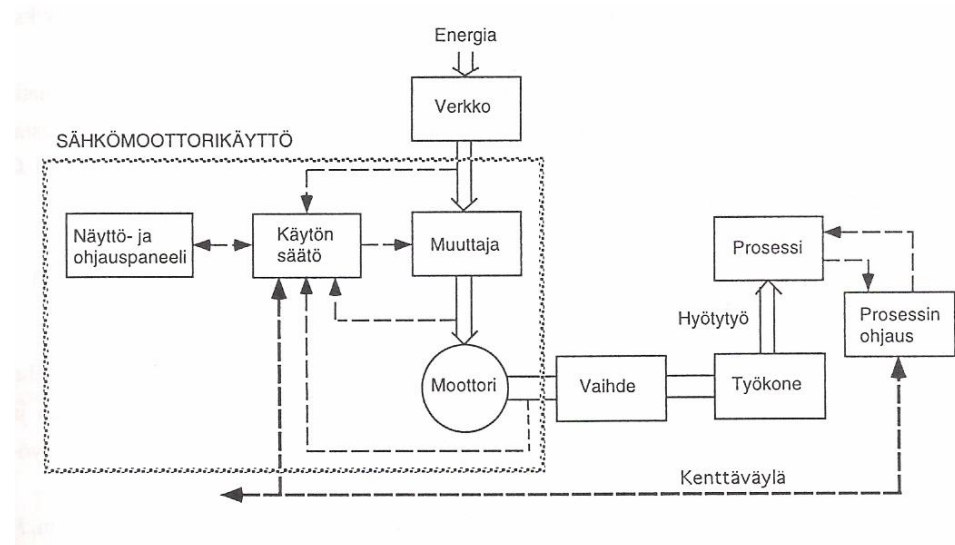 Energia
Verkko
SÄHKÖMOOTTORIKÄYTTÖ
Näyttö- ja
ohjauspaneeli
Käytön
säätö
Muuttaja
Prosessi
Prosessin
ohjaus
Hyötytyö
Moottori
Vaihde
Työkone
Kenttäväylä